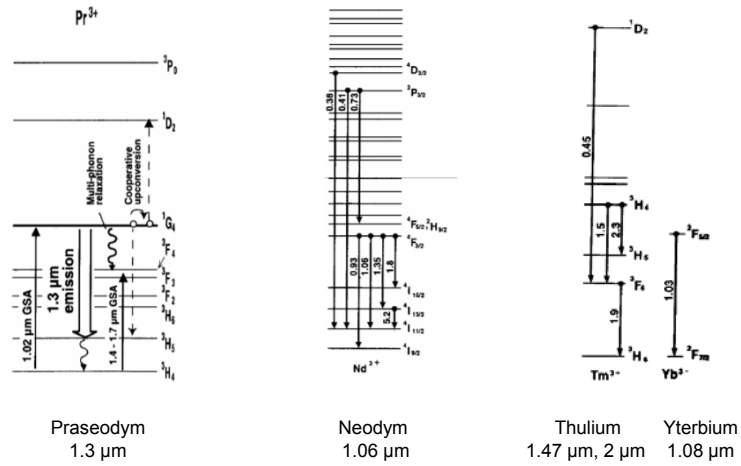 Pr³⁺
³P₀
¹D₂
Multi-phonon
relaxation
Cooperative
upconversion
¹G₄
³F₄
³F₃
³F₂
³H₆
³H₅
³H₄
1.02 µm GSA
1.3 µm
emission
1.4 - 1.7 µm GSA
⁴D₃/₂
²P₃/₂
0.38
0.41
0.73
⁴F₅/₂,²H₉/₂
⁴F₃/₂
0.93
1.06
1.35
1.8
⁴I₁₅/₂
⁴I₁₃/₂
5.2
⁴I₁₁/₂
⁴I₉/₂
Nd³⁺
¹D₂
0.45
³H₄
1.5
2.3
³H₅
1.9
³H₆
Tm³⁻
²F₅/₂
1.03
²F₇/₂
Yb³⁻
Praseodym
1.3 µm
Neodym
1.06 µm
Thulium
1.47 µm, 2 µm
Yterbium
1.08 µm